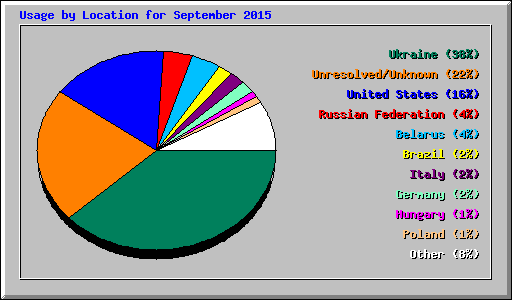 Usage by Location for September 2015
Ukraine (38%)
Unresolved/Unknown (22%)
United States (16%)
Russian Federation (4%)
Belarus (4%)
Brazil (2%)
Italy (2%)
Germany (2%)
Hungary (1%)
Poland (1%)
Other (8%)